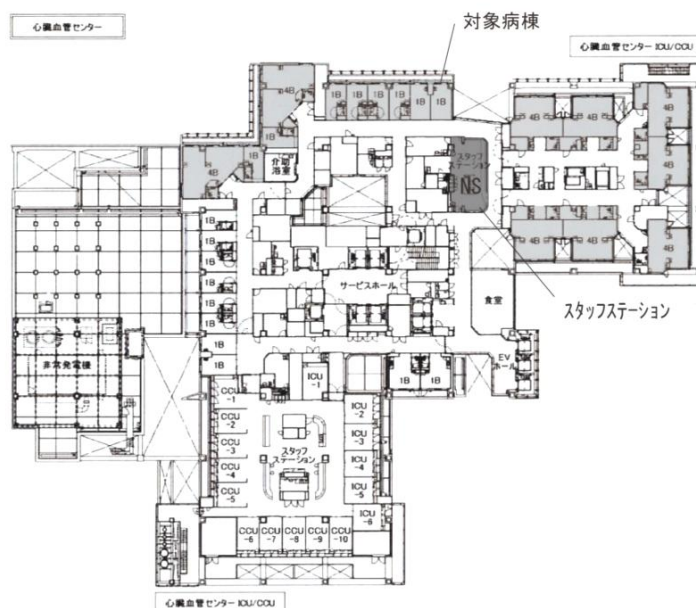 心臓血管センター
対象病棟
心臓血管センター ICU/CCU
4B
1B 1B 1B 1B 1B 1B
1B
4B 4B
4B
4B
4B
介助
浴室
スタッフ
ステーション
NS
1B
4B
4B
1B
1B
1B
1B
1B
1B
4B 4B
4B
サービスホール
食堂
スタッフステーション
EV
ホール
非常発電機
1B
1B
1B 1B
ICU
-1
CCU
-1
CCU
-2
CCU
-3
CCU
-4
CCU
-5
スタッフ
ステーション
ICU
-2
ICU
-3
ICU
-4
ICU
-5
ICU
-6
CCU
-6
CCU
-7
CCU
-8
CCU
-9
CCU
-10
心臓血管センター ICU/CCU